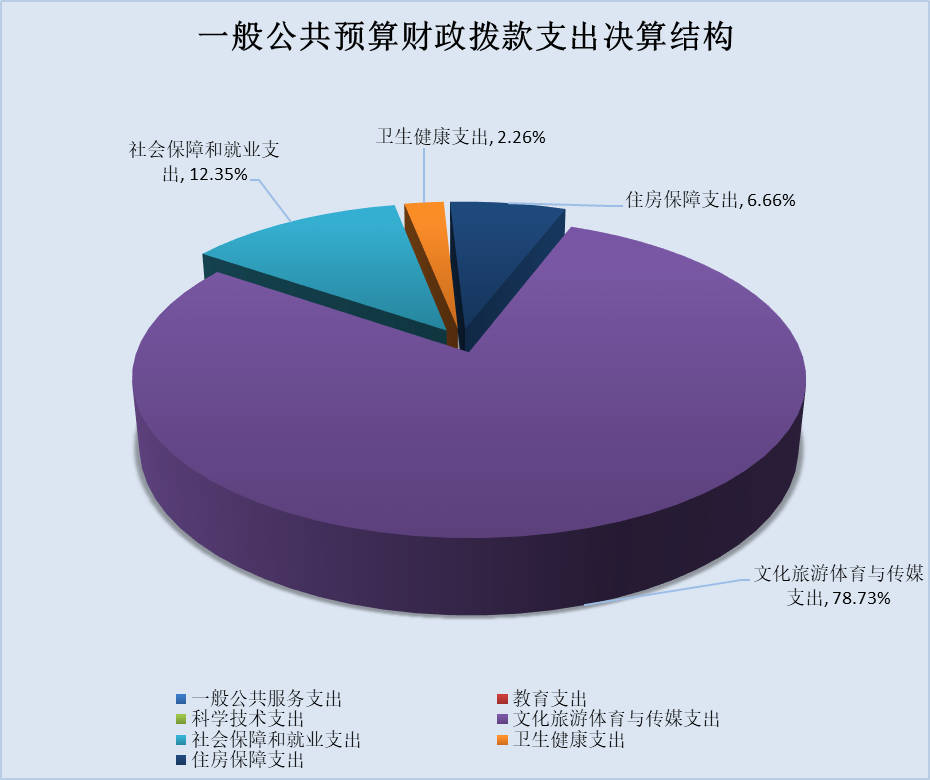 一般公共预算财政拨款支出决算结构
卫生健康支出, 2.26%
社会保障和就业支
出, 12.35%
住房保障支出, 6.66%
文化旅游体育与传媒
支出, 78.73%
一般公共服务支出
教育支出
科学技术支出
文化旅游体育与传媒支出
社会保障和就业支出
卫生健康支出
住房保障支出